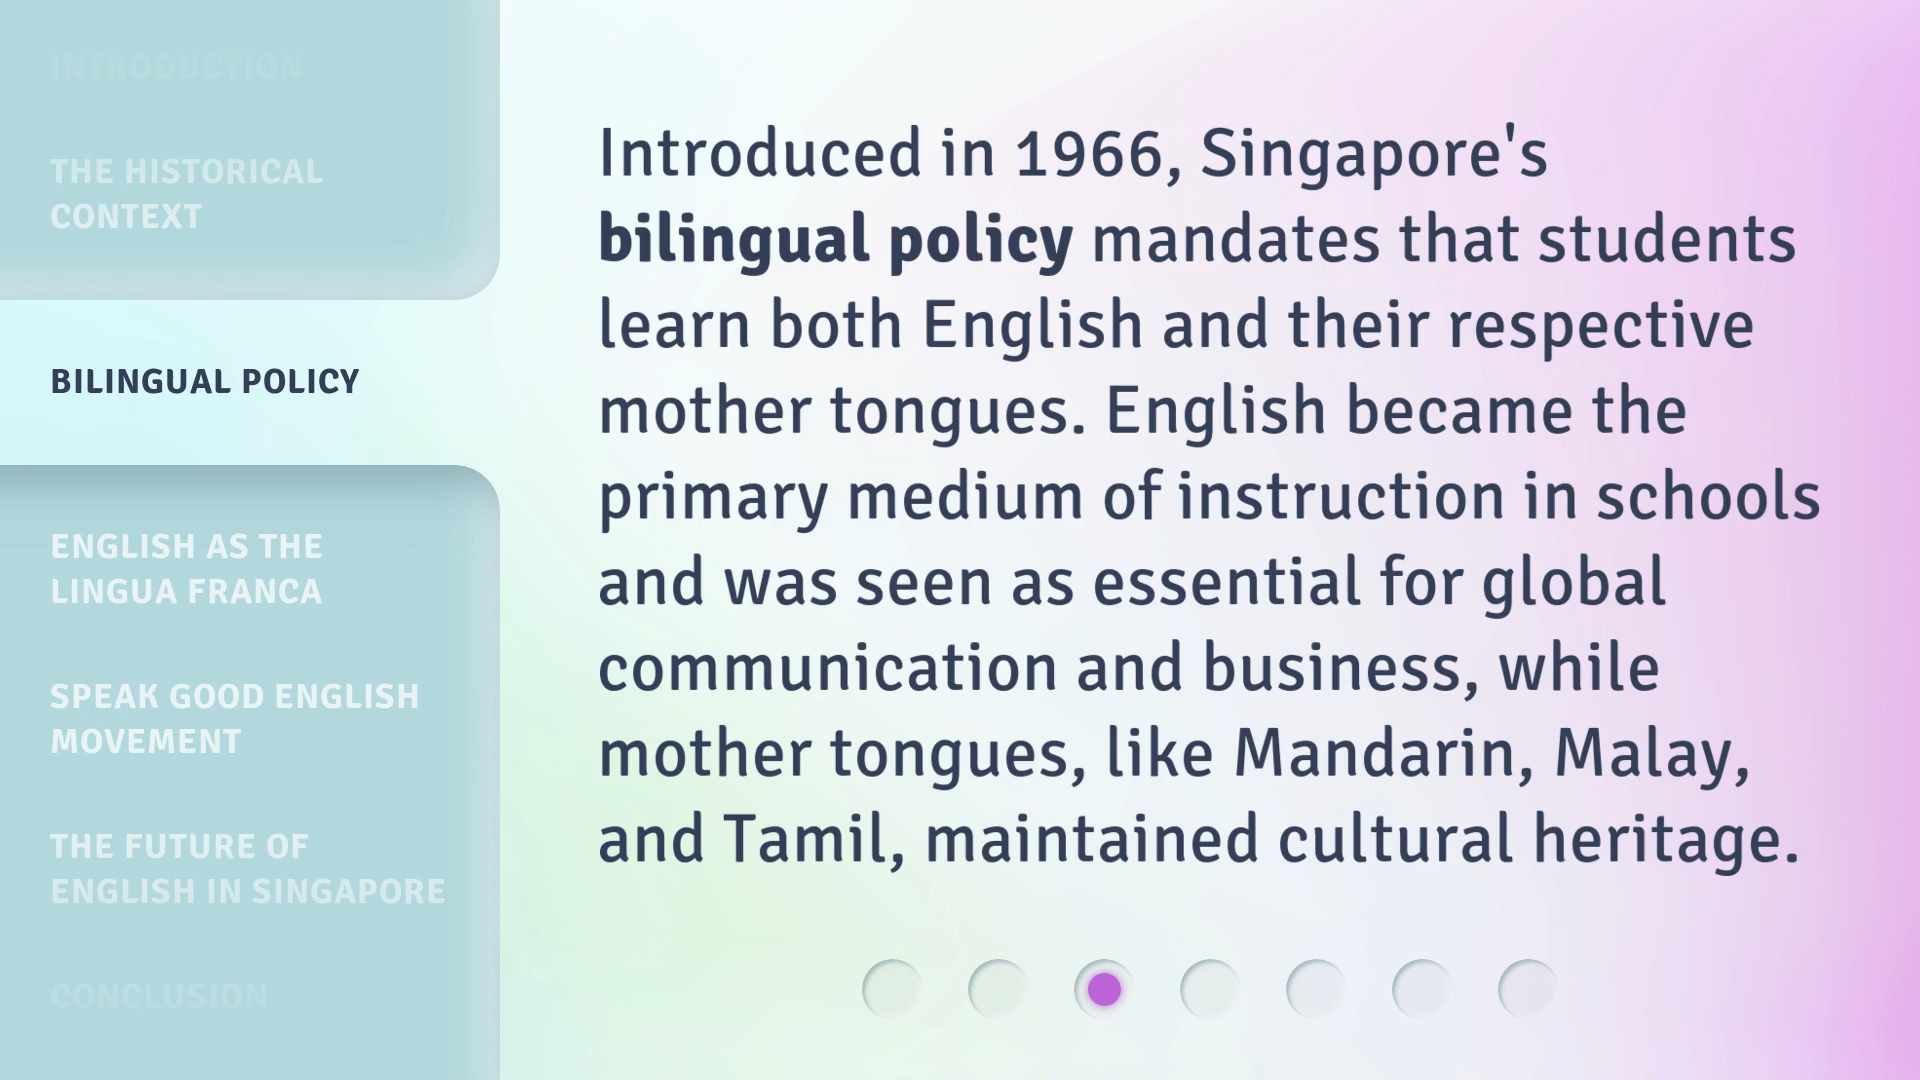 INTRODUCTION
THE HISTORICAL
CONTEXT
BILINGUAL POLICY
ENGLISH AS THE
LINGUA FRANCA
SPEAK GOOD ENGLISH
MOVEMENT
THE FUTURE OF
ENGLISH IN SINGAPORE
CONCLUSION
Introduced in 1966, Singapore's
bilingual policy mandates that students
learn both English and their respective
mother tongues. English became the
primary medium of instruction in schools
and was seen as essential for global
communication and business, while
mother tongues, like Mandarin, Malay,
and Tamil, maintained cultural heritage.